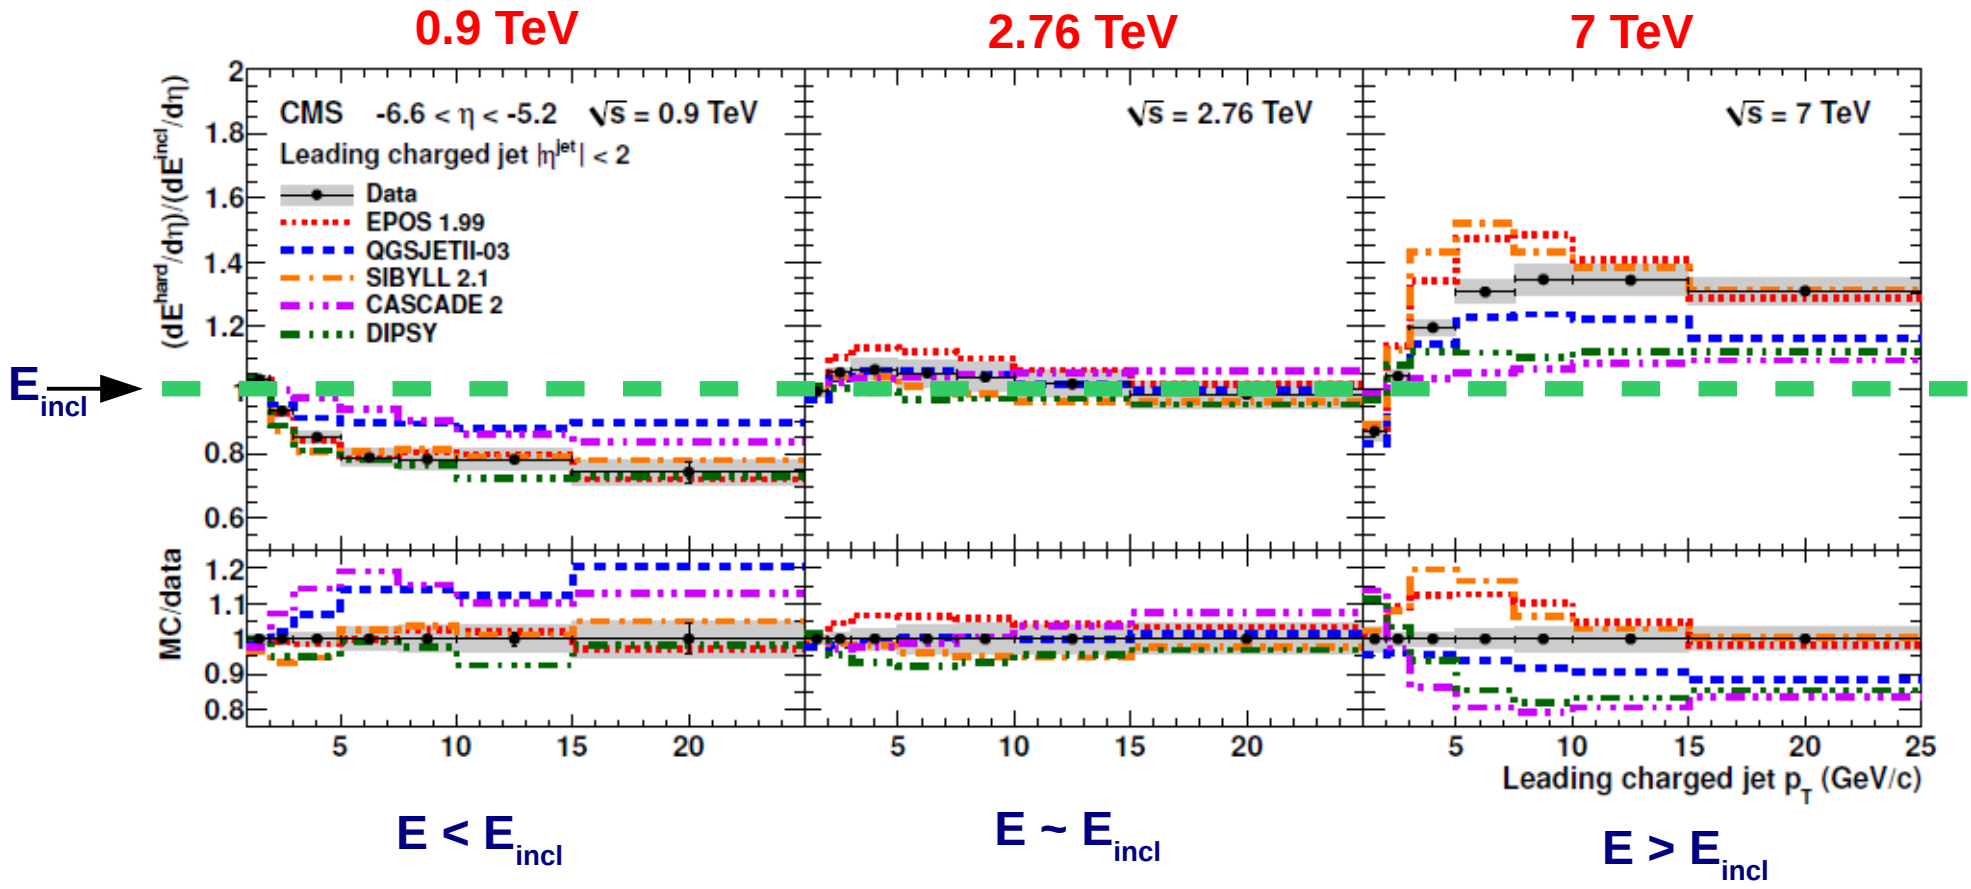 0.9 TeV
2.76 TeV
7 TeV
(dE^hard/dη)/(dE^incl/dη)
2
1.8
1.6
1.4
1.2
1
0.8
0.6
CMS -6.6 < η < -5.2 √s = 0.9 TeV
Leading charged jet |η^jet| < 2
Data
EPOS 1.99
QGSJETII-03
SIBYLL 2.1
CASCADE 2
DIPSY
√s = 2.76 TeV
√s = 7 TeV
E_incl
MC/data
1.2
1.1
1
0.9
0.8
5 10 15 20
5 10 15 20
5 10 15 20 25
Leading charged jet p_T (GeV/c)
E < E_incl
E ~ E_incl
E > E_incl